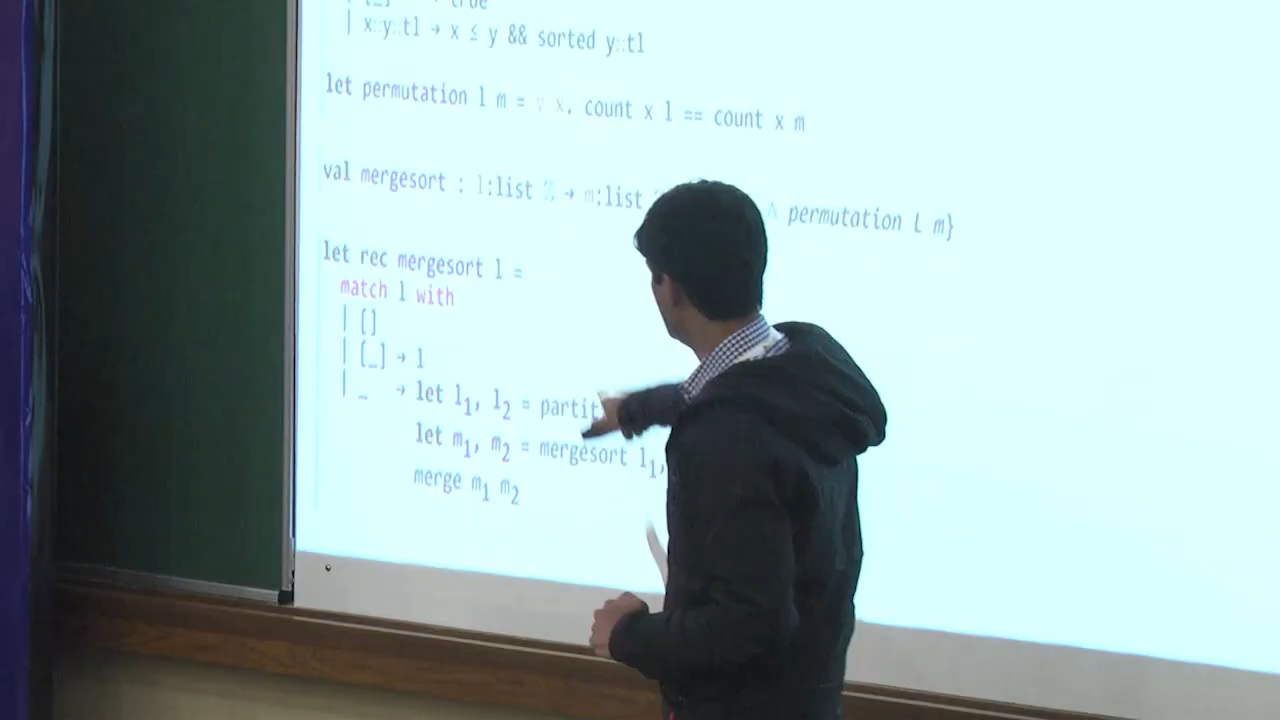 true
| x::y::tl → x ≤ y && sorted y::tl
let permutation l m = ∀ x. count x l == count x m
val mergesort : l:list ℤ → m:list ∧ permutation l m}
let rec mergesort l =
match l with
| []
| [_] → l
| _ → let l₁, l₂ = partit
let m₁, m₂ = mergesort l₁,
merge m₁ m₂